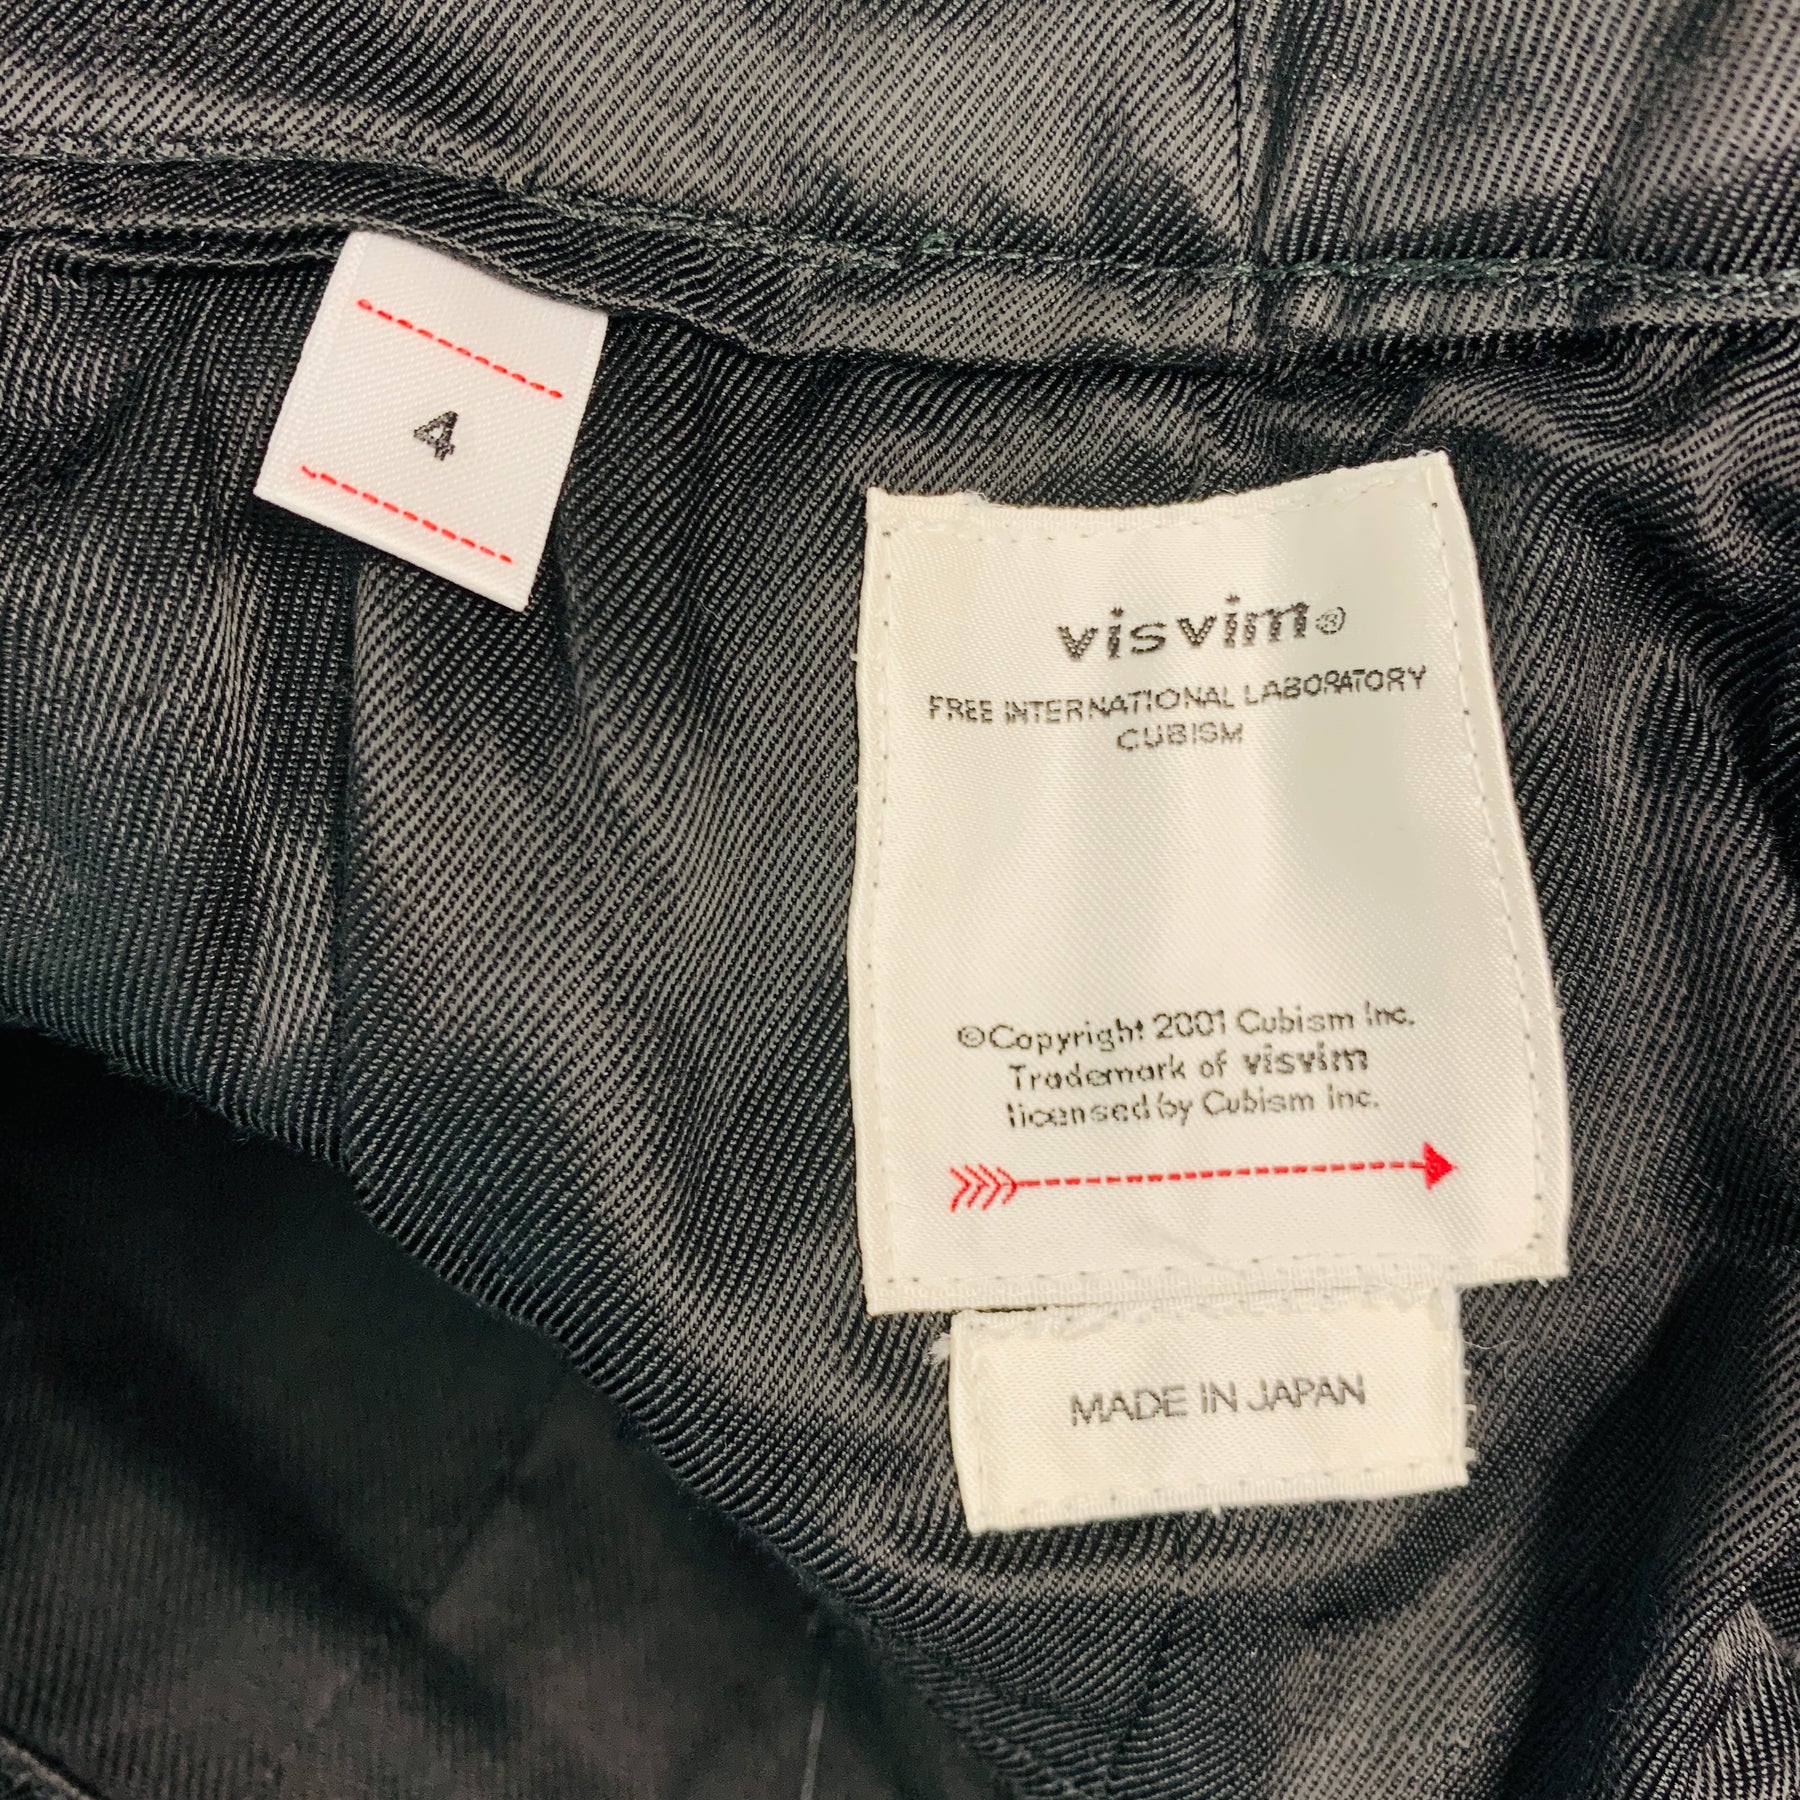 4
visvim®
FREE INTERNATIONAL LABORATORY
CUBISM
©Copyright 2001 Cubism Inc.
Trademark of visvim
licensed by Cubism Inc.
MADE IN JAPAN